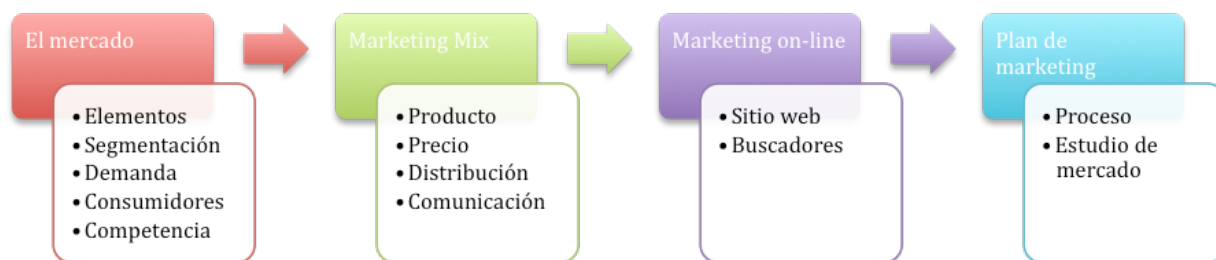 El mercado
• Elementos
• Segmentación
• Demanda
• Consumidores
• Competencia
Marketing Mix
• Producto
• Precio
• Distribución
• Comunicación
Marketing on-line
• Sitio web
• Buscadores
Plan de
marketing
• Proceso
• Estudio de
mercado